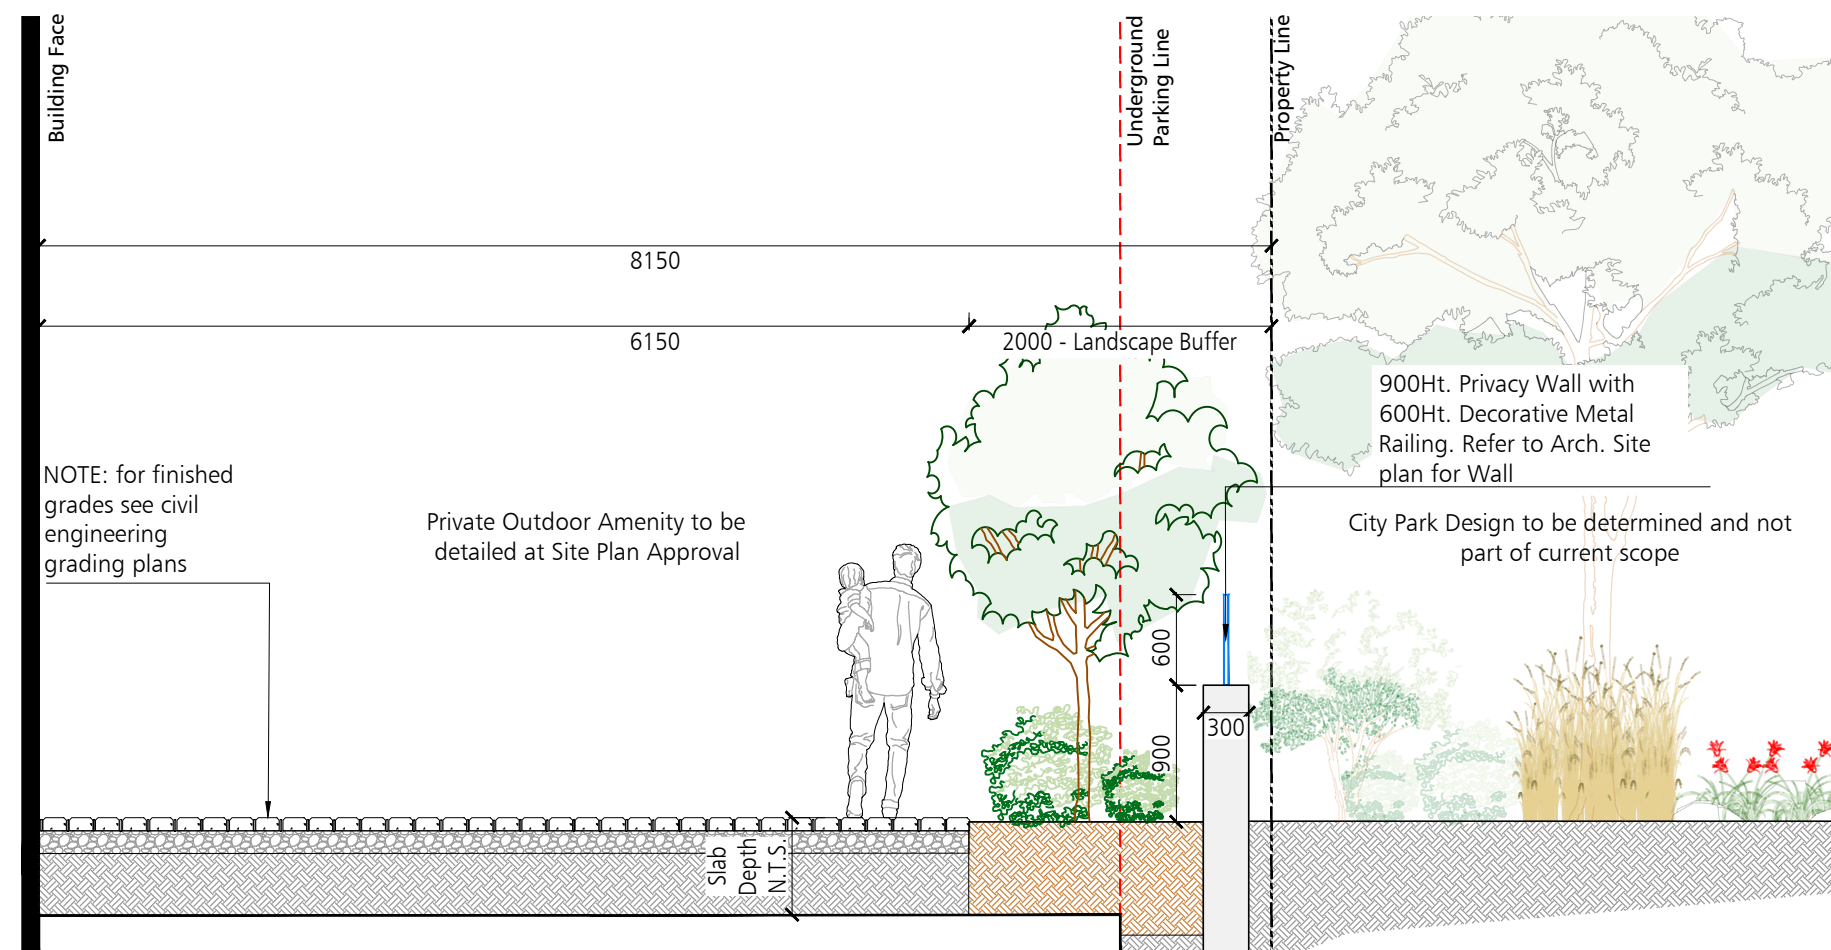 Building Face
Underground
Parking Line
Property Line
8150
6150
2000 - Landscape Buffer
900Ht. Privacy Wall with
600Ht. Decorative Metal
Railing. Refer to Arch. Site
plan for Wall
NOTE: for finished
grades see civil
engineering
grading plans
Private Outdoor Amenity to be
detailed at Site Plan Approval
City Park Design to be determined and not
part of current scope
600
300
900
Slab
Depth
N.T.S.